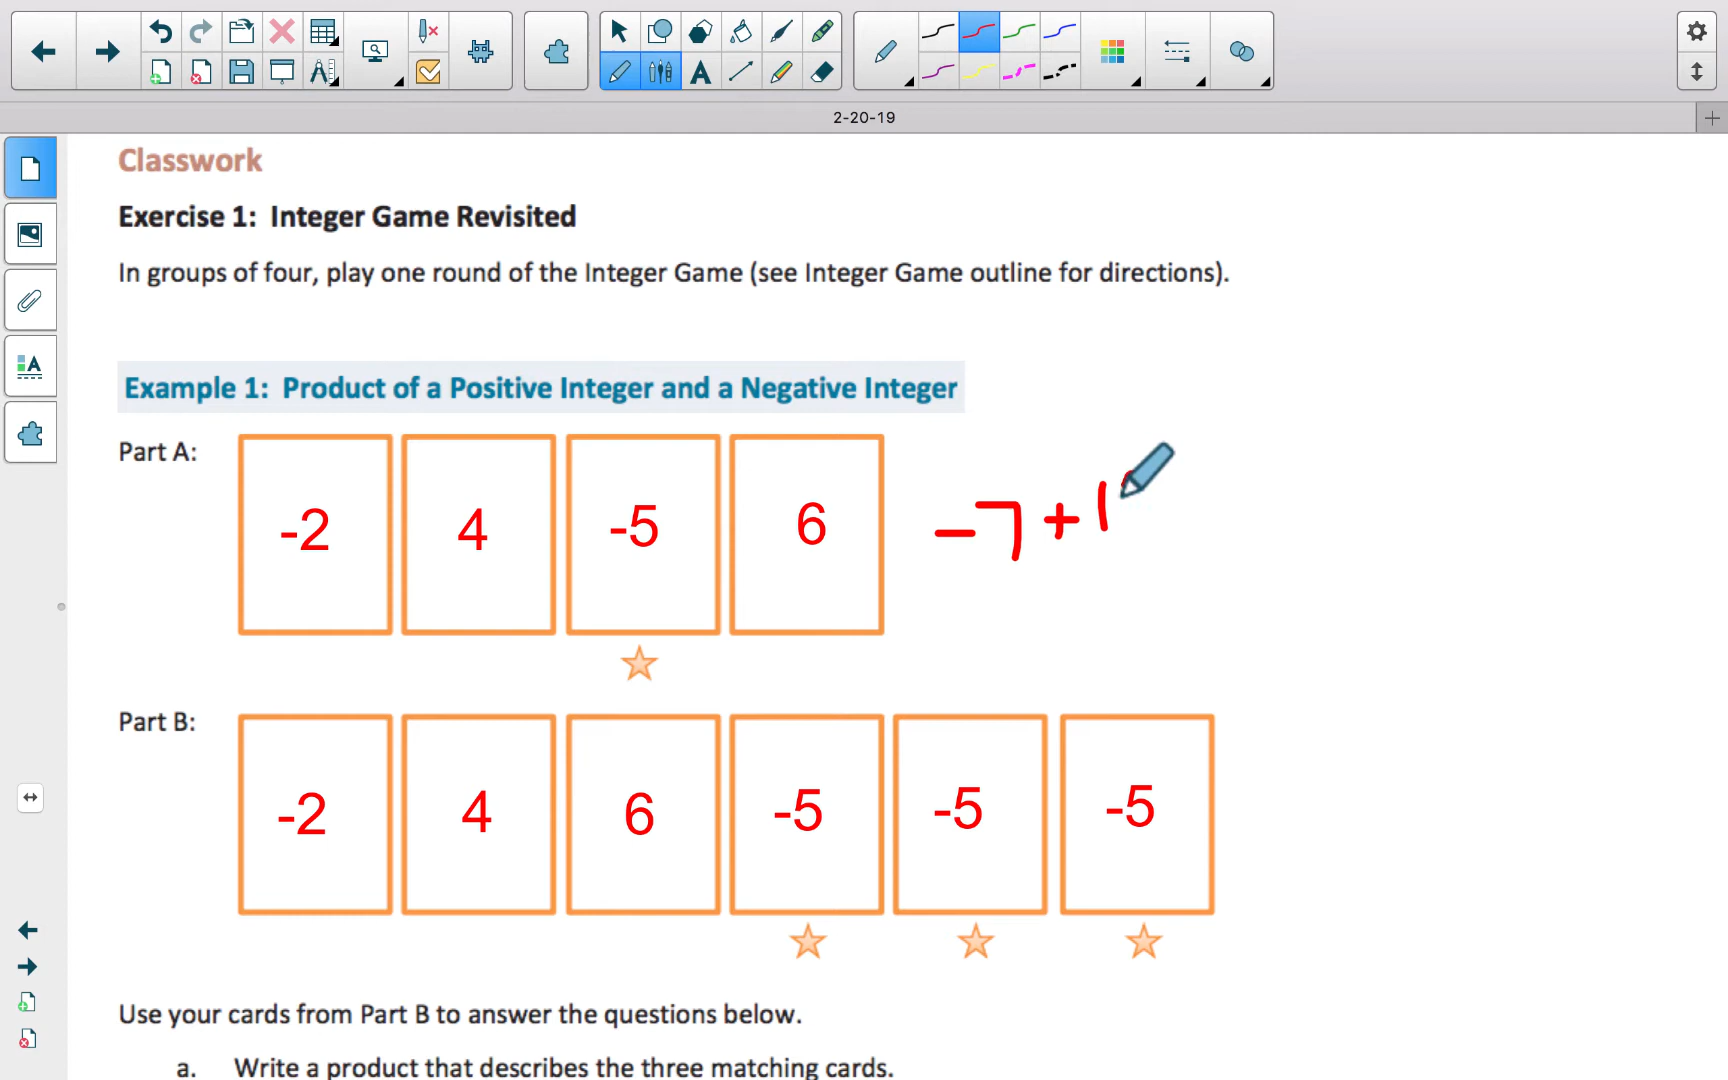 2-20-19
Classwork
Exercise 1: Integer Game Revisited
In groups of four, play one round of the Integer Game (see Integer Game outline for directions).
Example 1: Product of a Positive Integer and a Negative Integer
Part A:
-2 4 -5 6 -7 + 1
Part B:
-2 4 6 -5 -5 -5
Use your cards from Part B to answer the questions below.
a. Write a product that describes the three matching cards.